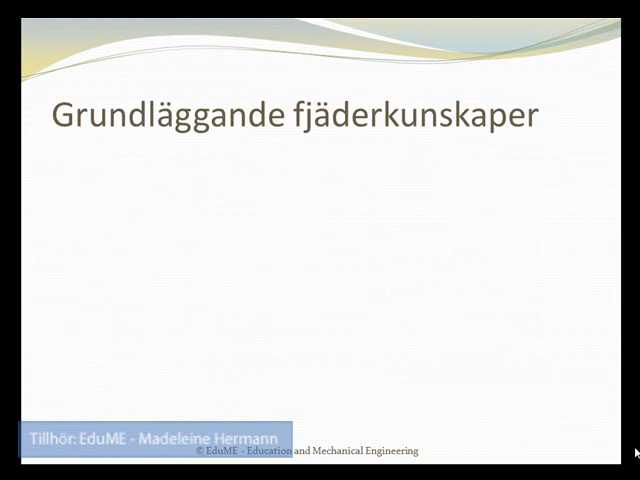 Grundläggande fjäderkunskaper
Tillhör: EduME - Madeleine Hermann
© EduME - Education and Mechanical Engineering